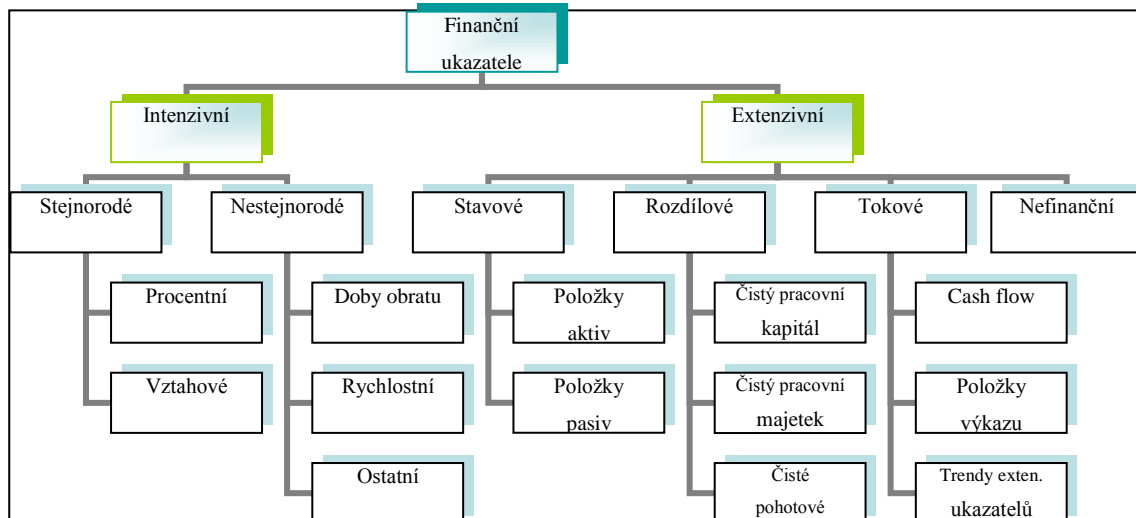 Finanční
ukazatele
Intenzivní
Extenzivní
Stejnorodé
Nestejnorodé
Stavové
Rozdílové
Tokové
Nefinanční
Procentní
Doby obratu
Položky
aktiv
Čistý pracovní
kapitál
Cash flow
Vztahové
Rychlostní
Položky
pasiv
Čistý pracovní
majetek
Položky
výkazu
Ostatní
Čisté
pohotové
Trendy exten.
ukazatelů